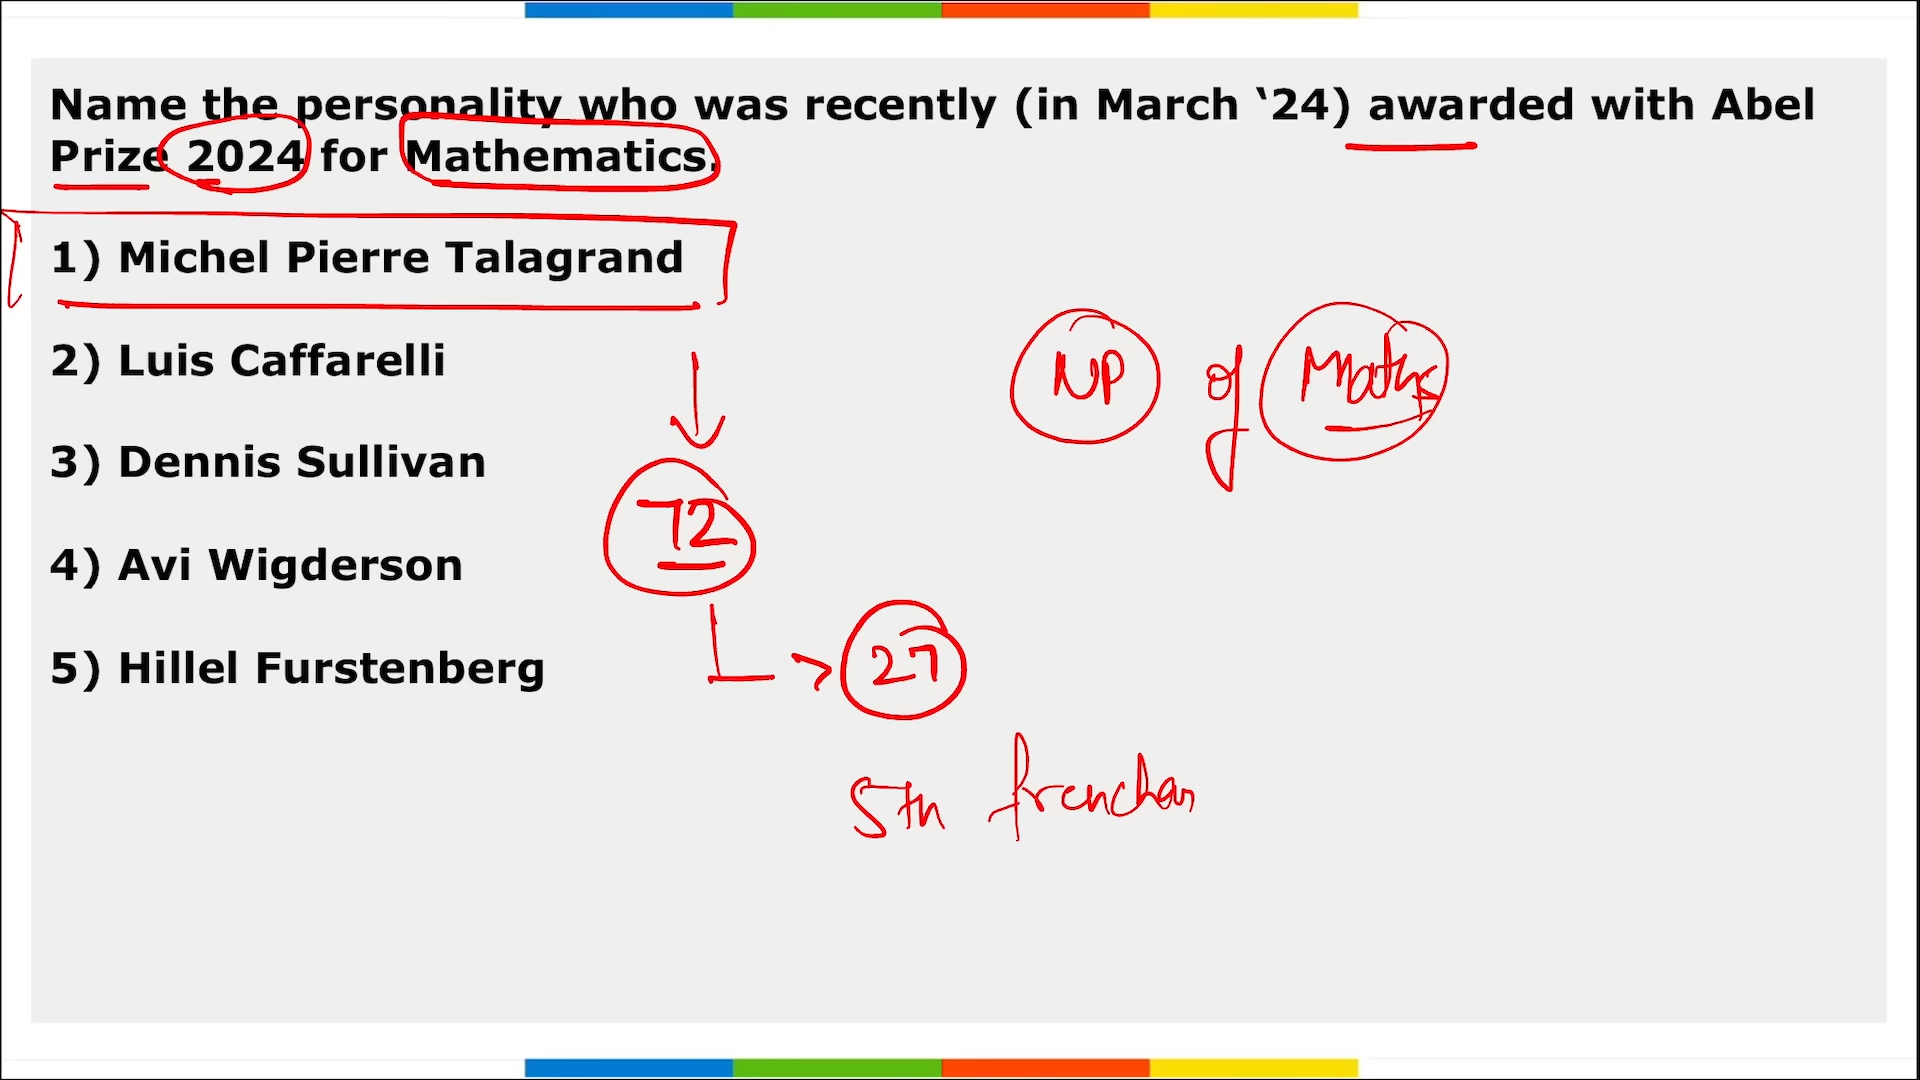 Name the personality who was recently (in March ‘24) awarded with Abel
Prize 2024 for Mathematics.
1) Michel Pierre Talagrand
2) Luis Caffarelli
NP of Maths
3) Dennis Sullivan
72
4) Avi Wigderson
5) Hillel Furstenberg
27
5th